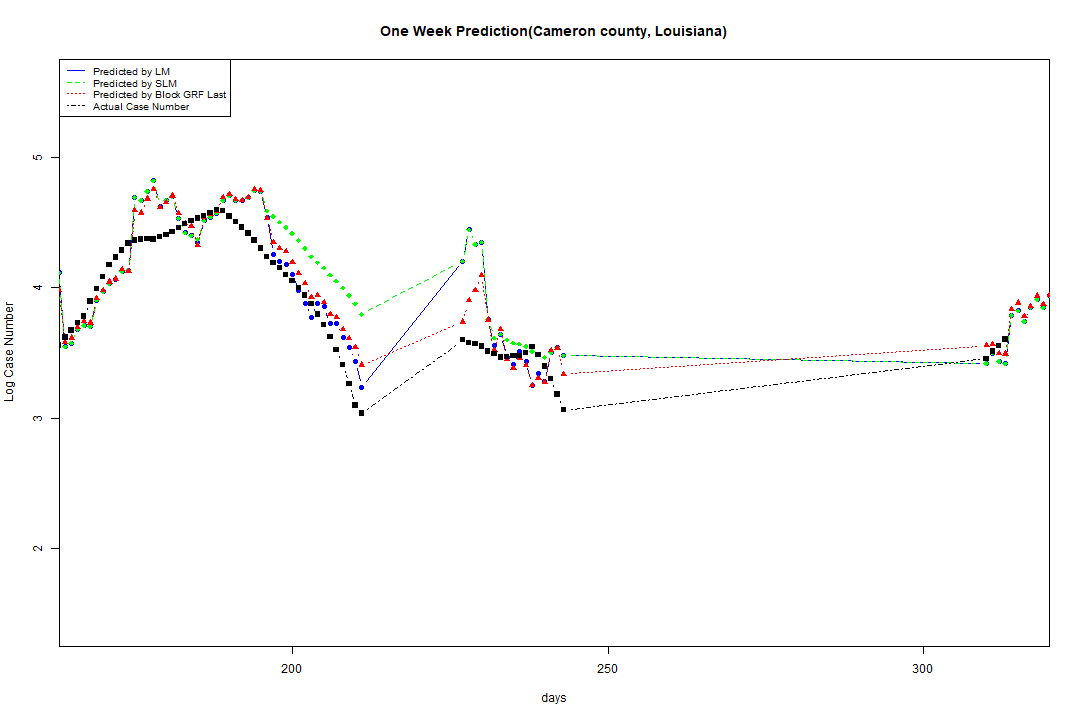 One Week Prediction(Cameron county, Louisiana)
Predicted by LM
Predicted by SLM
Predicted by Block GRF Last
Actual Case Number
5
4
3
2
Log Case Number
200
250
300
days